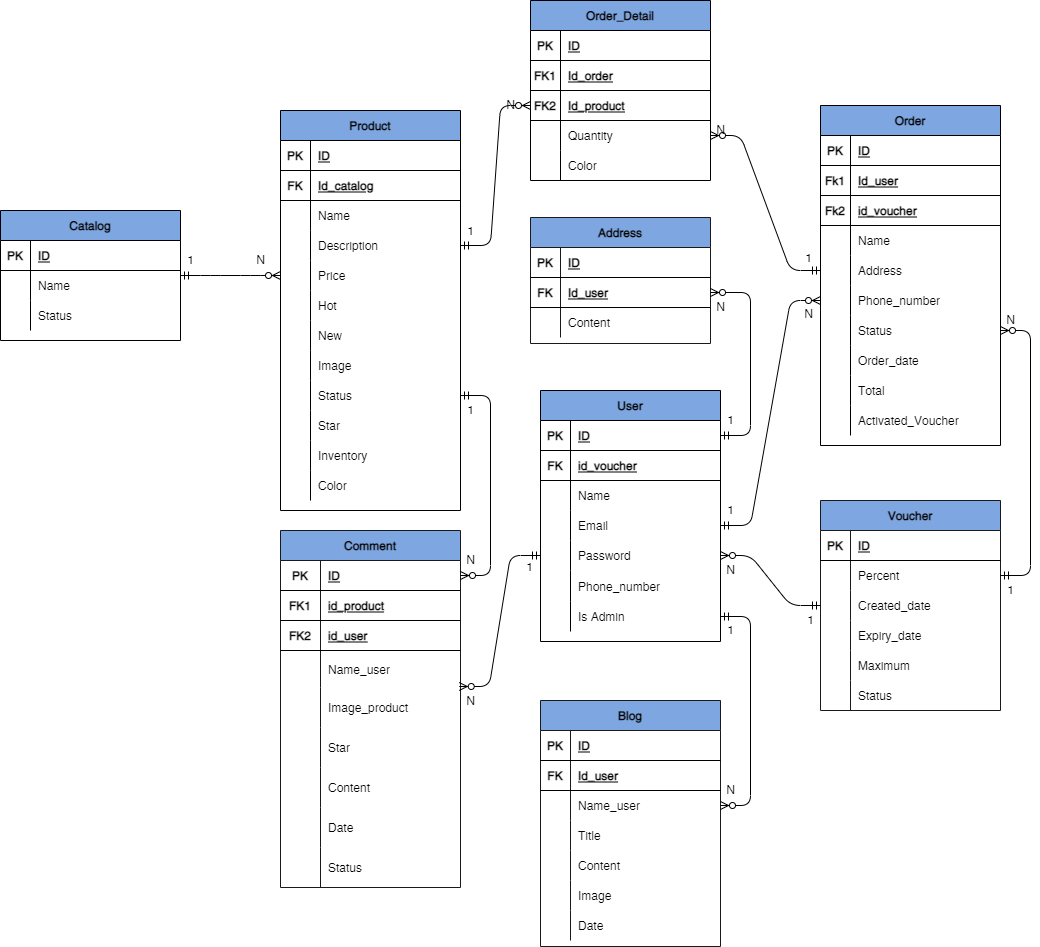 Order_Detail
PK ID
FK1 Id_order
FK2 Id_product
Quantity
Color
N
N
Product
PK ID
FK Id_catalog
Name
Description
Price
Hot
New
Image
Status
Star
Inventory
Color
1
1
Order
PK ID
Fk1 Id_user
Fk2 id_voucher
Name
Address
Phone_number
Status
Order_date
Total
Activated_Voucher
1
N
N
Catalog
PK ID
Name
Status
1
N
Address
PK ID
FK Id_user
Content
N
User
PK ID
FK id_voucher
Name
Email
Password
Phone_number
Is Admin
1
1
N
1
1
Voucher
PK ID
Percent
Created_date
Expiry_date
Maximum
Status
1
1
Comment
PK ID
FK1 id_product
FK2 id_user
Name_user
Image_product
Star
Content
Date
Status
N
N
Blog
PK ID
FK Id_user
Name_user
Title
Content
Image
Date
N